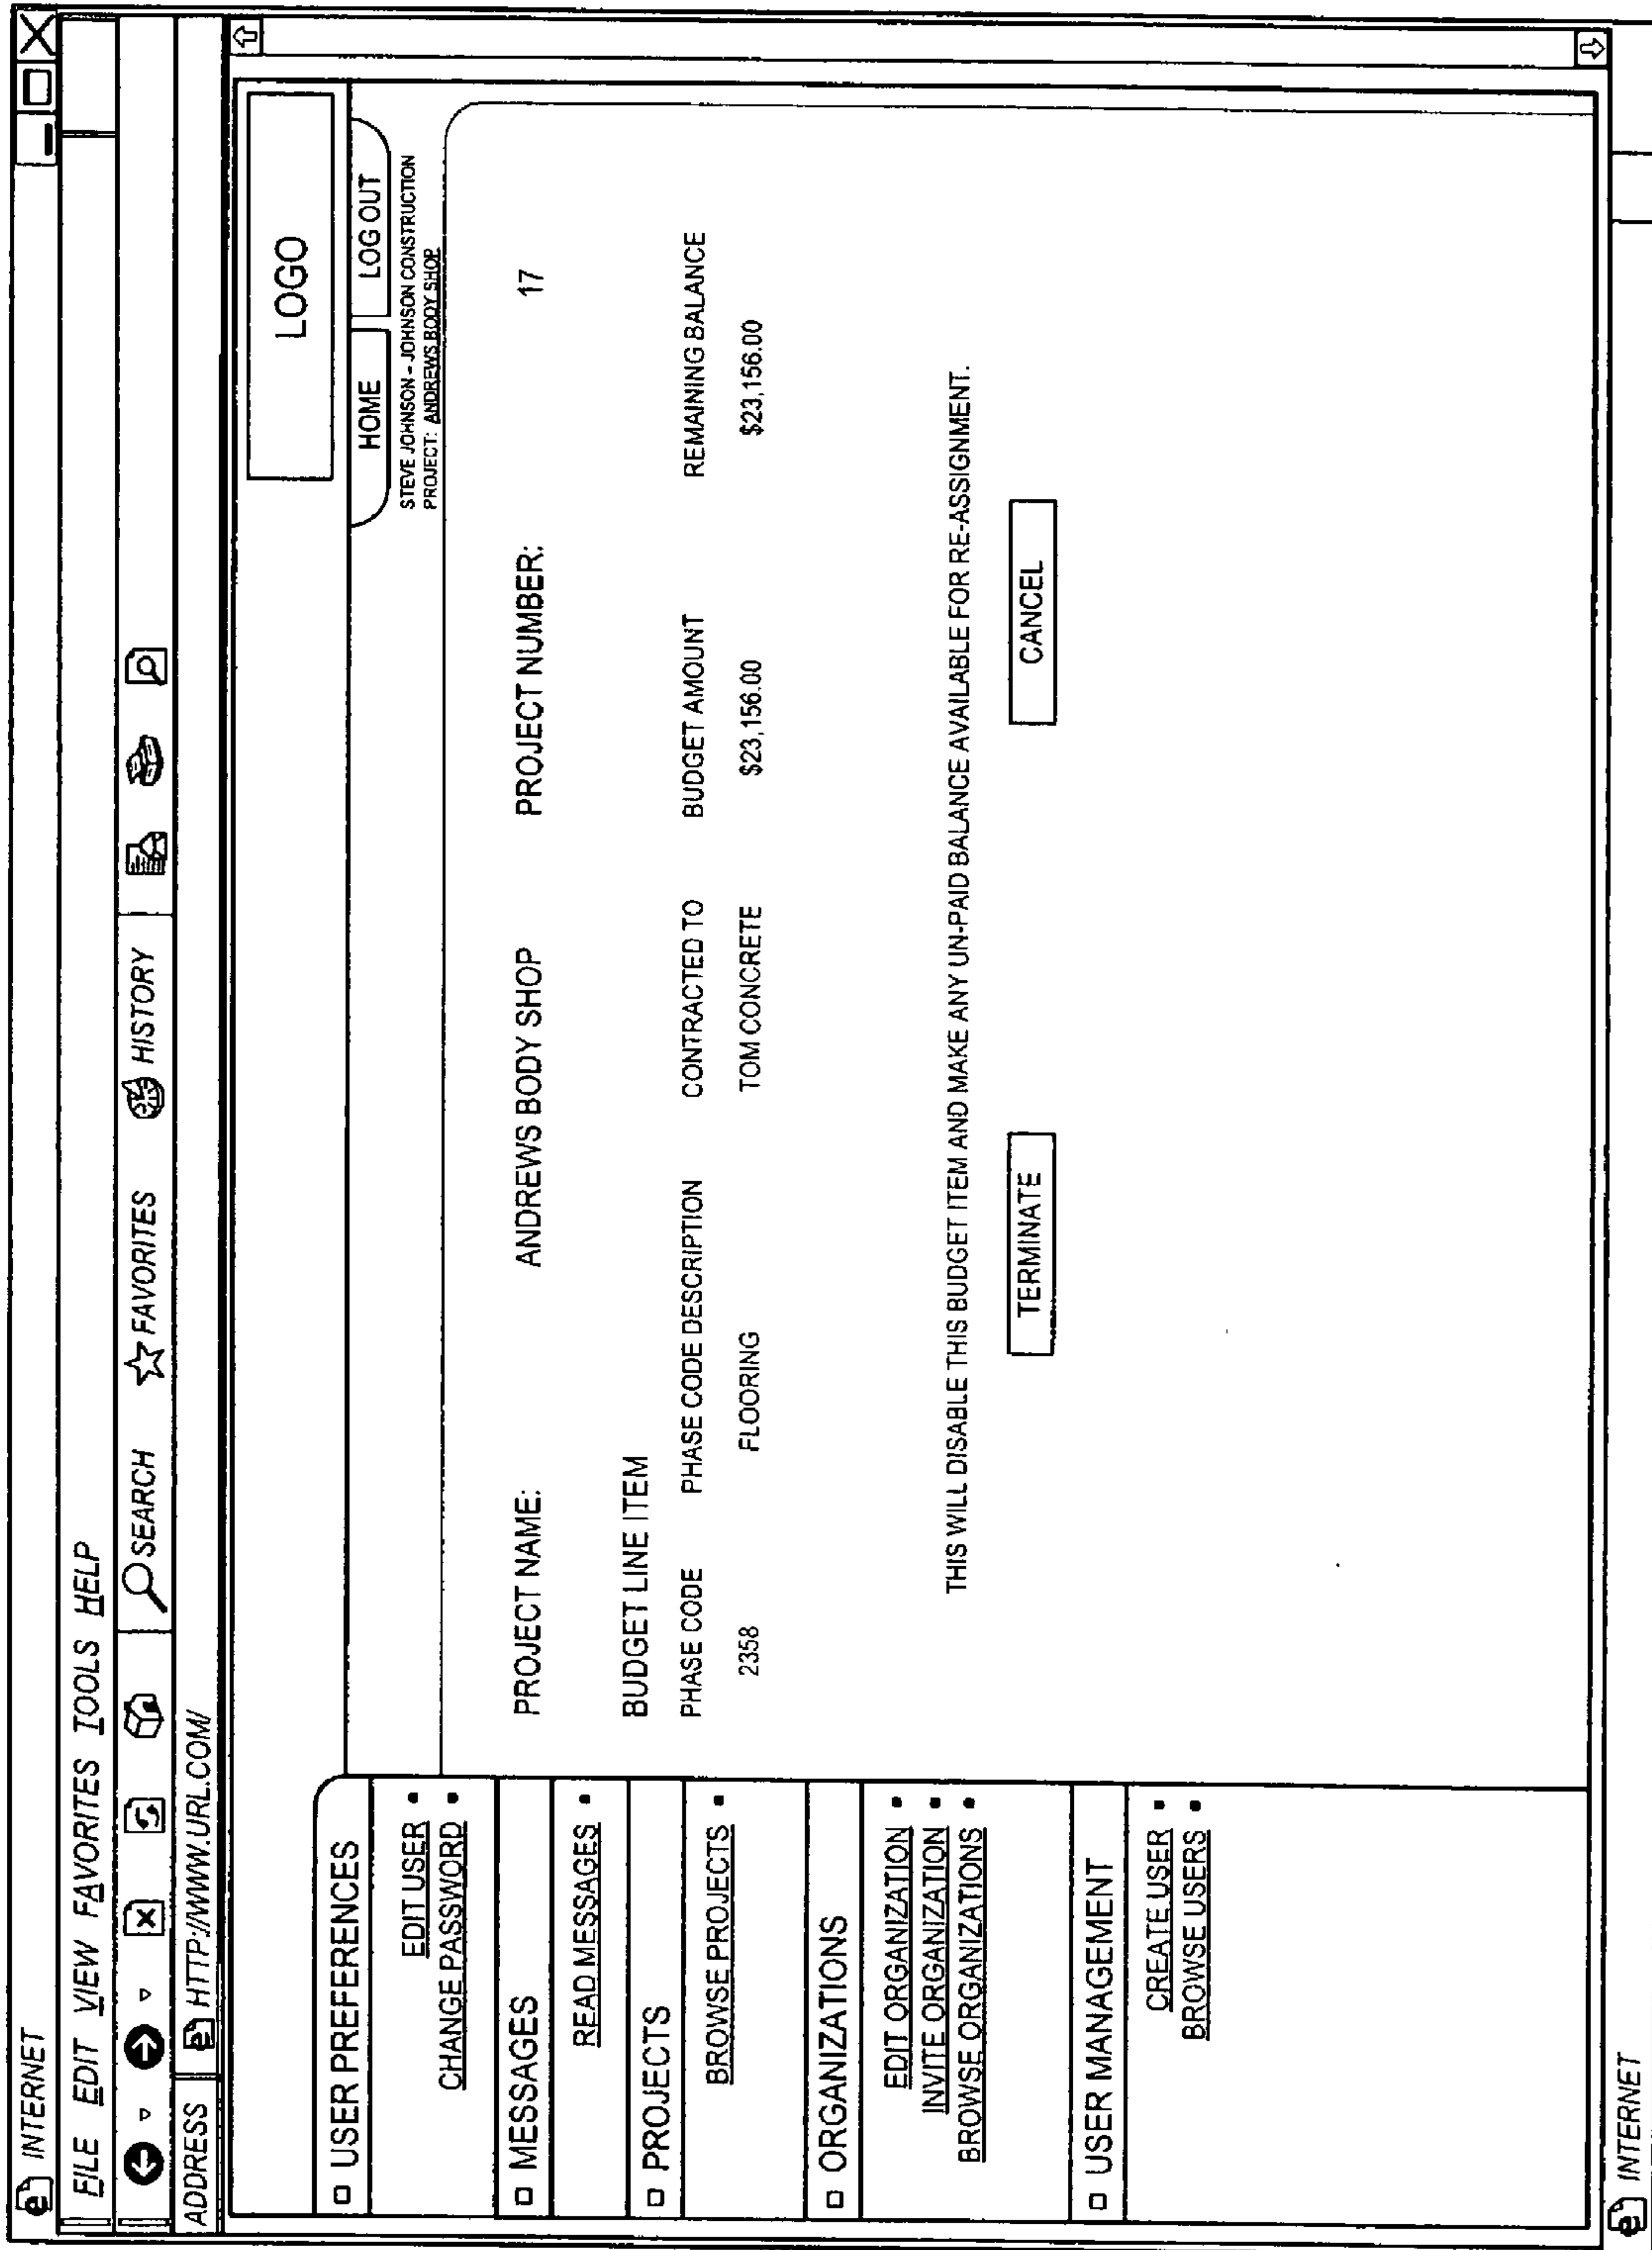 INTERNET
FILE EDIT VIEW FAVORITES TOOLS HELP
SEARCH FAVORITES HISTORY
ADDRESS HTTP://WWW.URL.COM/
LOGO
HOME LOG OUT
STEVE JOHNSON - JOHNSON CONSTRUCTION
PROJECT: ANDREWS BODY SHOP
USER PREFERENCES
EDIT USER
CHANGE PASSWORD
MESSAGES
READ MESSAGES
PROJECTS
BROWSE PROJECTS
ORGANIZATIONS
EDIT ORGANIZATION
INVITE ORGANIZATION
BROWSE ORGANIZATIONS
USER MANAGEMENT
CREATE USER
BROWSE USERS
PROJECT NAME: ANDREWS BODY SHOP PROJECT NUMBER: 17
BUDGET LINE ITEM
PHASE CODE PHASE CODE DESCRIPTION CONTRACTED TO BUDGET AMOUNT REMAINING BALANCE
2358 FLOORING TOM CONCRETE $23,156.00 $23,156.00
THIS WILL DISABLE THIS BUDGET ITEM AND MAKE ANY UN-PAID BALANCE AVAILABLE FOR RE-ASSIGNMENT.
TERMINATE CANCEL
INTERNET